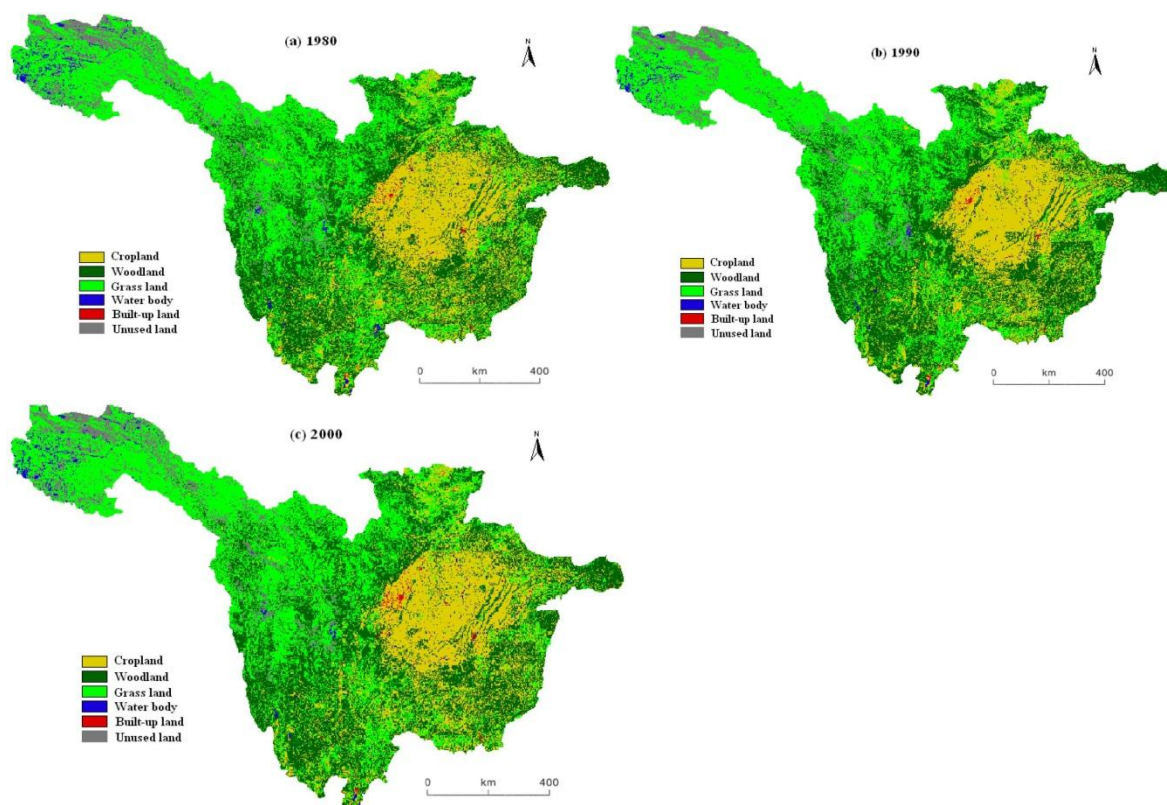 (a) 1980
N
Cropland
Woodland
Grass land
Water body
Built-up land
Unused land
0 km 400
(b) 1990
N
Cropland
Woodland
Grass land
Water body
Built-up land
Unused land
0 km 400
(c) 2000
N
Cropland
Woodland
Grass land
Water body
Built-up land
Unused land
0 km 400